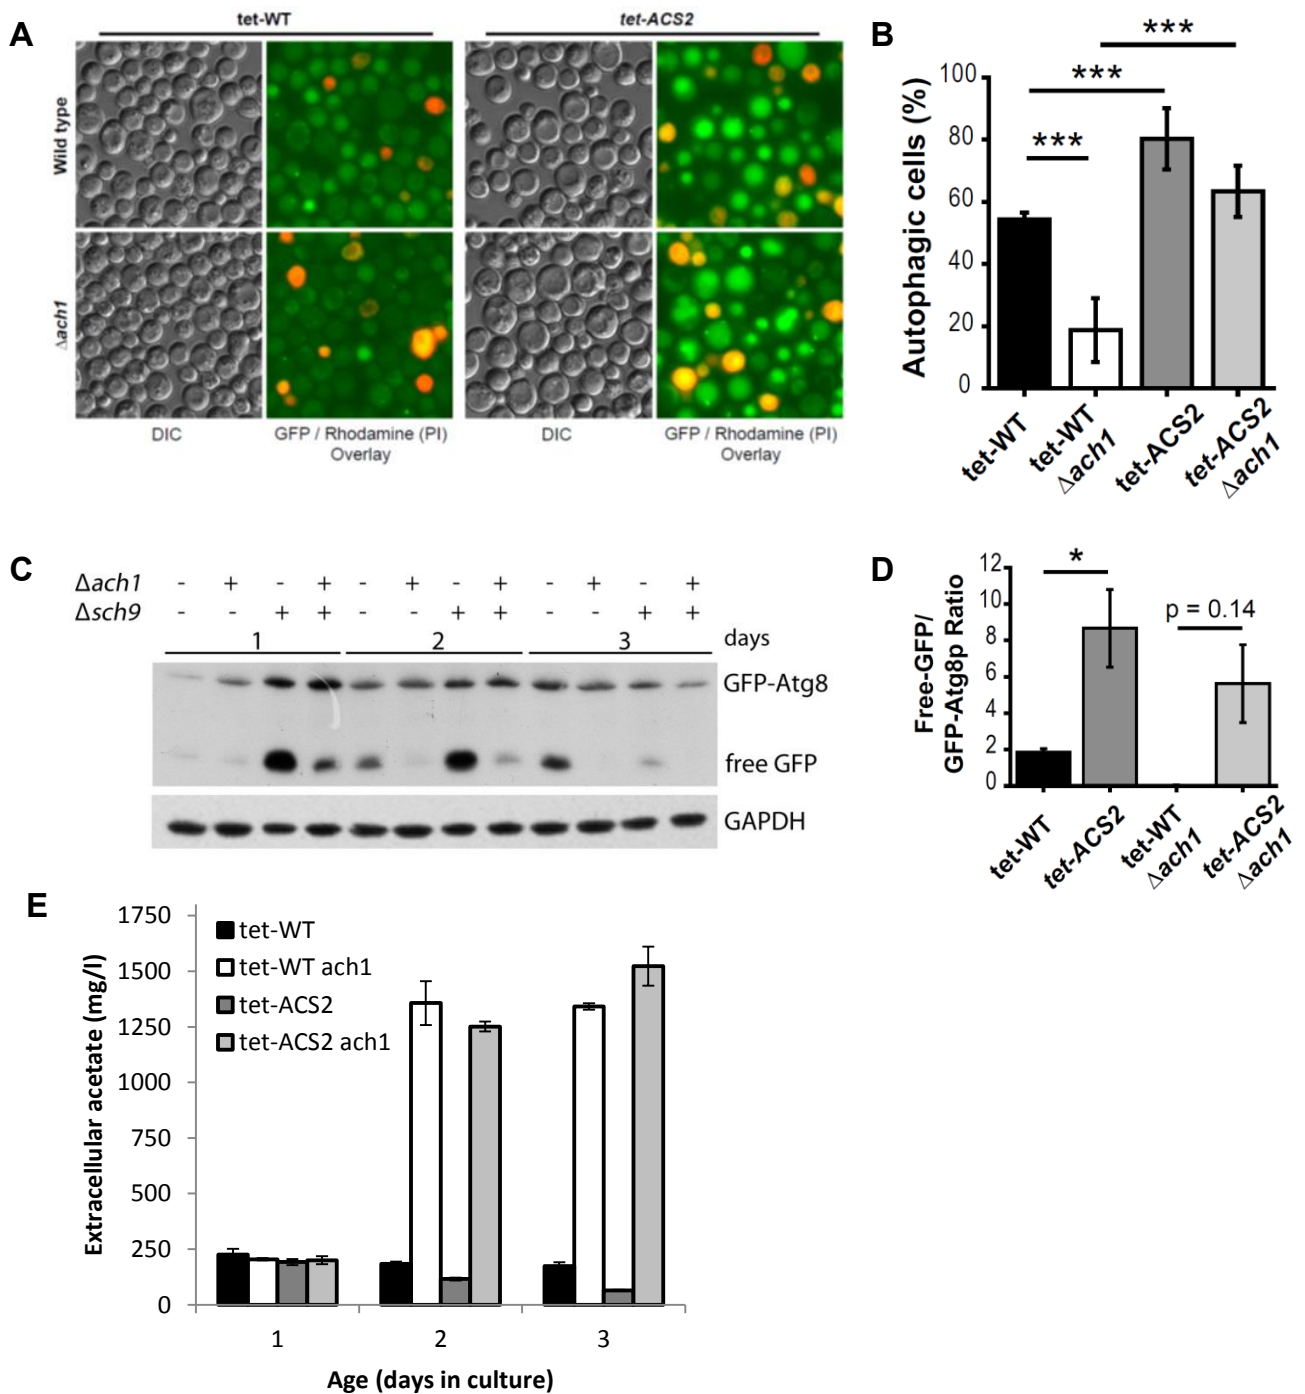 A
tet-WT
tet-ACS2
Wild type
Δach1
DIC
GFP / Rhodamine (PI)
Overlay
DIC
GFP / Rhodamine (PI)
Overlay
B
Autophagic cells (%)
100
80
60
40
20
0
***
***
***
tet-WT
tet-WT
Δach1
tet-ACS2
tet-ACS2
Δach1
C
Δach1 - + - + - + - + - + - +
Δsch9 - - + + - - + + - - + +
1 2 3 days
GFP-Atg8
free GFP
GAPDH
D
Free-GFP/
GFP-Atg8p Ratio
12
10
8
6
4
2
0
*
p = 0.14
tet-WT
tet-ACS2
tet-WT
Δach1
tet-ACS2
Δach1
E
Extracellular acetate (mg/l)
1750
1500
1250
1000
750
500
250
0
tet-WT
tet-WT ach1
tet-ACS2
tet-ACS2 ach1
1 2 3
Age (days in culture)